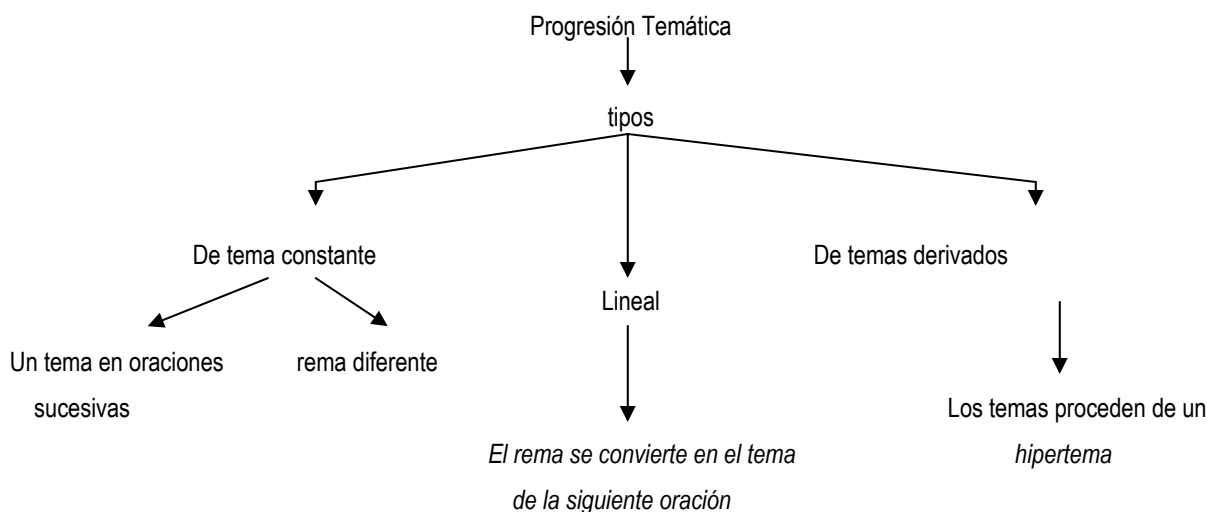 Progresión Temática
tipos
De tema constante
De temas derivados
Lineal
Un tema en oraciones
sucesivas
rema diferente
Los temas proceden de un
hipertema
El rema se convierte en el tema
de la siguiente oración